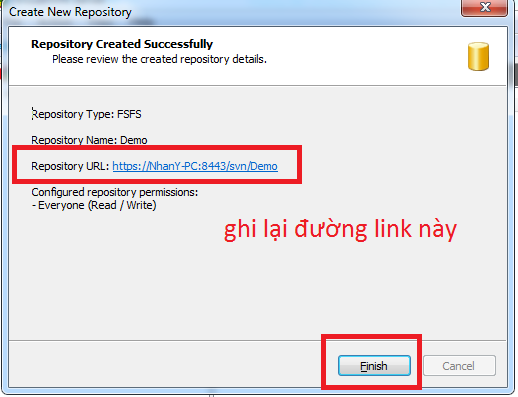 Create New Repository
Repository Created Successfully
Please review the created repository details.
Repository Type: FSFS
Repository Name: Demo
Repository URL: https://NhanY-PC:8443/svn/Demo
Configured repository permissions:
- Everyone (Read / Write)
ghi lại đường link này
Finish
Cancel